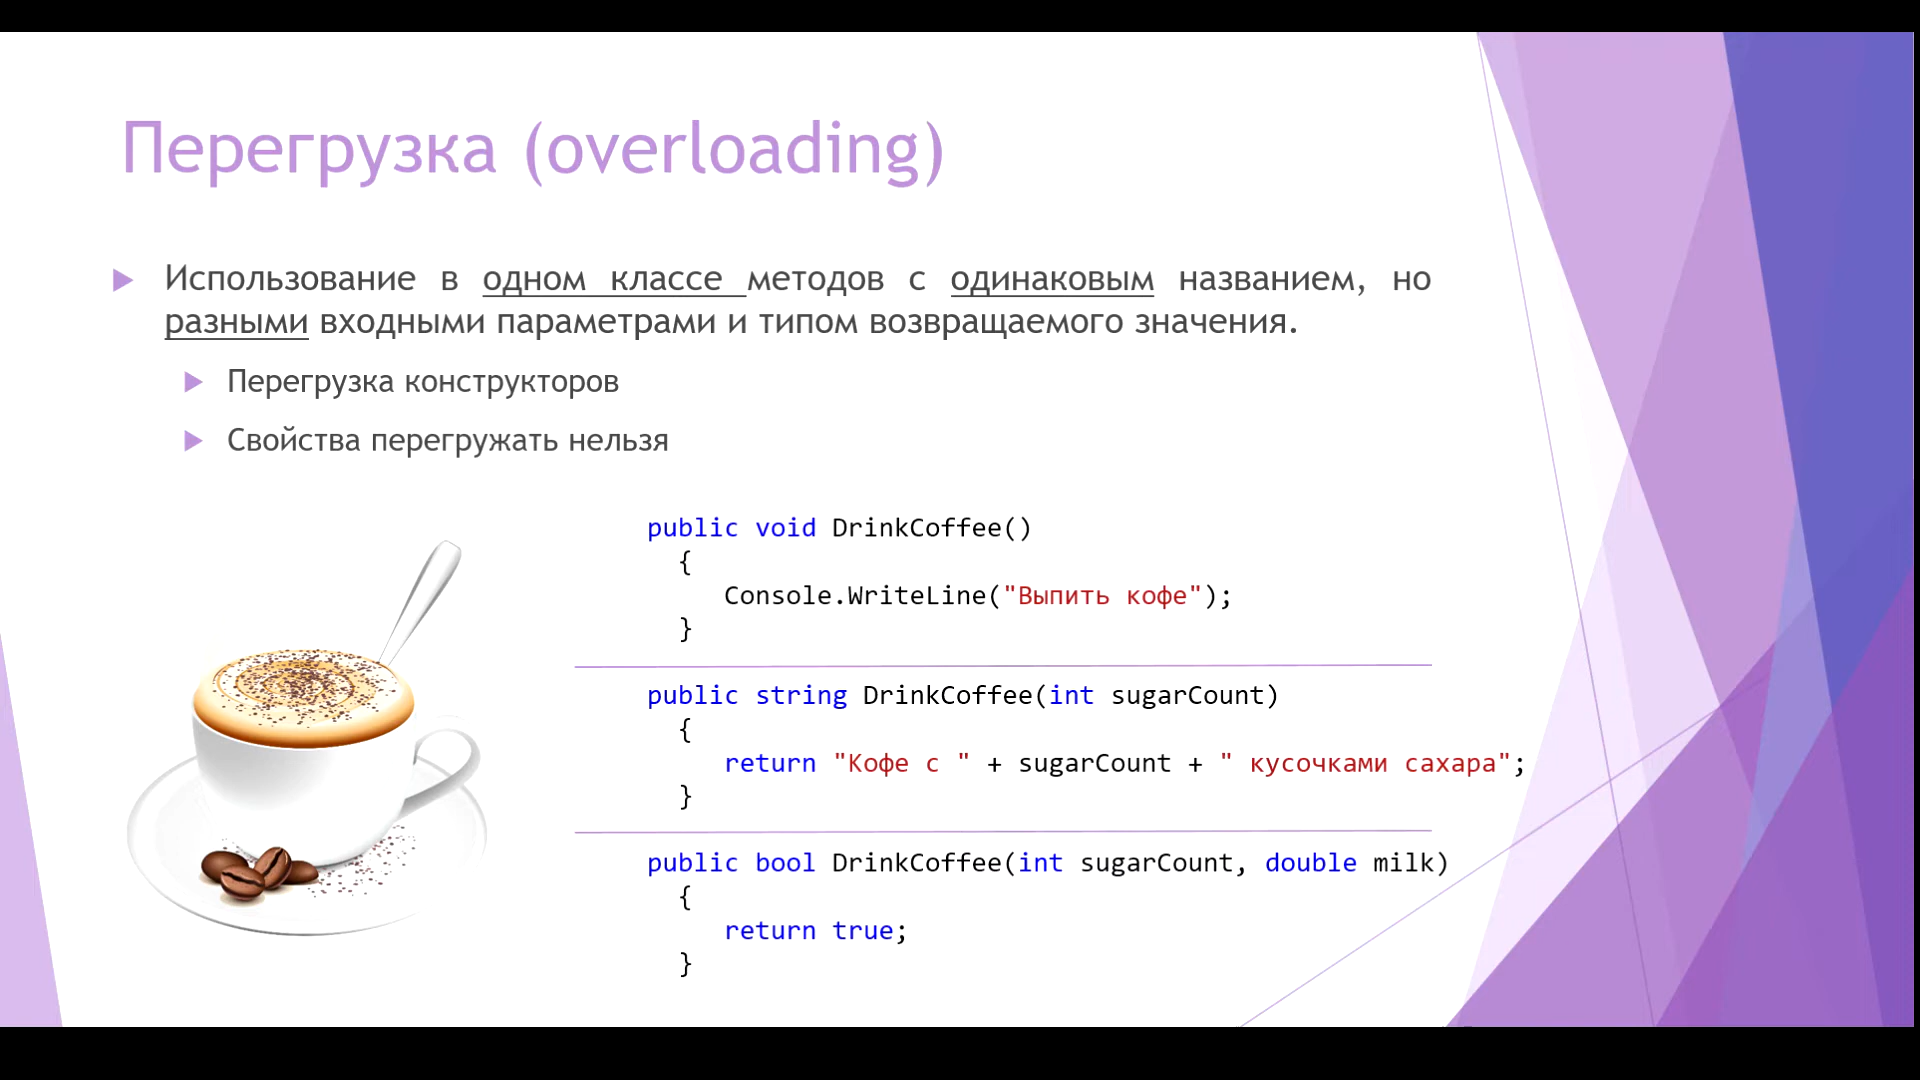 Перегрузка (overloading)
Использование в одном классе методов с одинаковым названием, но
разными входными параметрами и типом возвращаемого значения.
Перегрузка конструкторов
Свойства перегружать нельзя
public void DrinkCoffee()
{
Console.WriteLine("Выпить кофе");
}
public string DrinkCoffee(int sugarCount)
{
return "Кофе с " + sugarCount + " кусочками сахара";
}
public bool DrinkCoffee(int sugarCount, double milk)
{
return true;
}